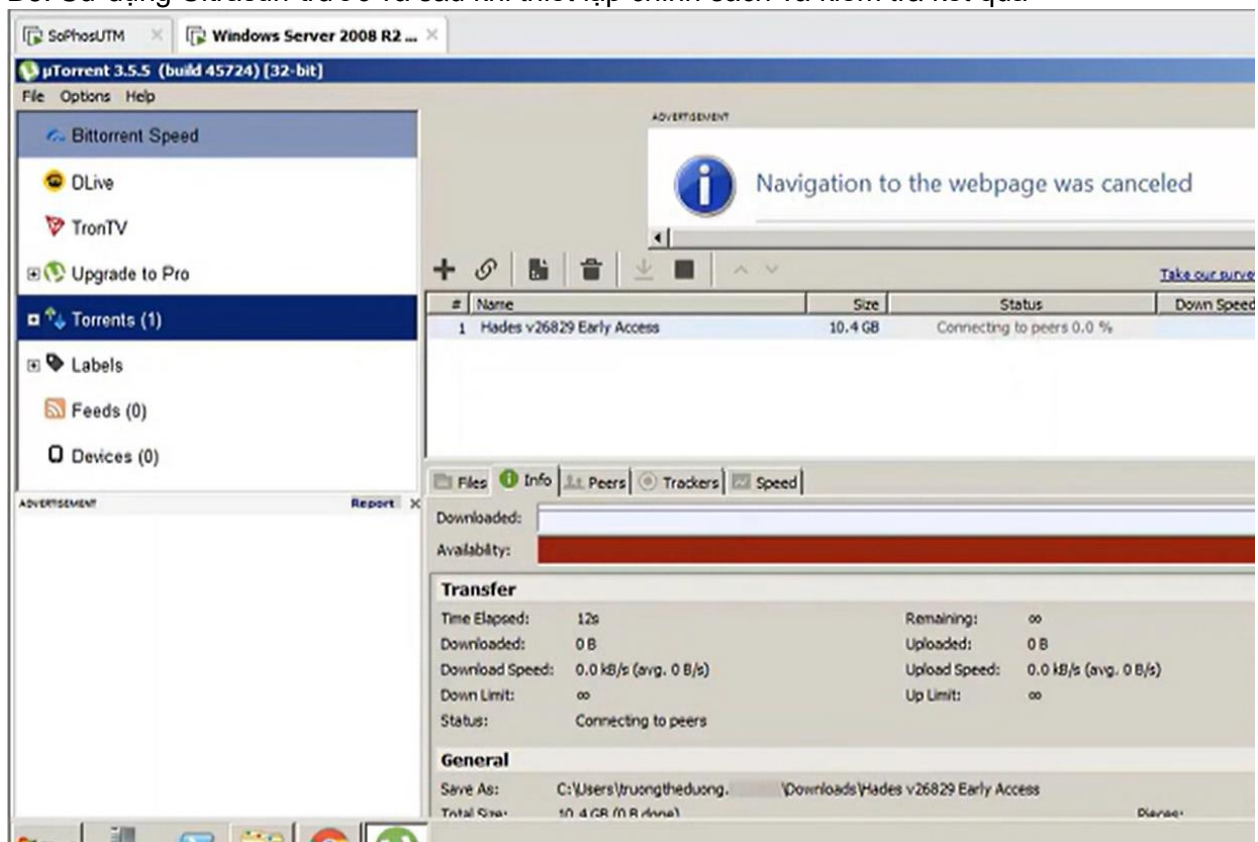 SoPhosUTM
Windows Server 2008 R2 ...
µTorrent 3.5.5 (build 45724) [32-bit]
File Options Help
Bittorrent Speed
DLive
TronTV
Upgrade to Pro
Torrents (1)
Labels
Feeds (0)
Devices (0)
ADVERTISEMENT Report
ADVERTISEMENT
Navigation to the webpage was canceled
Take our survey
# Name Size Status Down Speed
1 Hades v26829 Early Access 10.4 GB Connecting to peers 0.0 %
Files Info Peers Trackers Speed
Downloaded:
Availability:
Transfer
Time Elapsed: 12s Remaining: ∞
Downloaded: 0 B Uploaded: 0 B
Download Speed: 0.0 kB/s (avg. 0 B/s) Upload Speed: 0.0 kB/s (avg. 0 B/s)
Down Limit: ∞ Up Limit: ∞
Status: Connecting to peers
General
Save As: C:\Users\truongtheduong. \Downloads\Hades v26829 Early Access
Total Size: 10.4 GB (0 B done) Pieces: